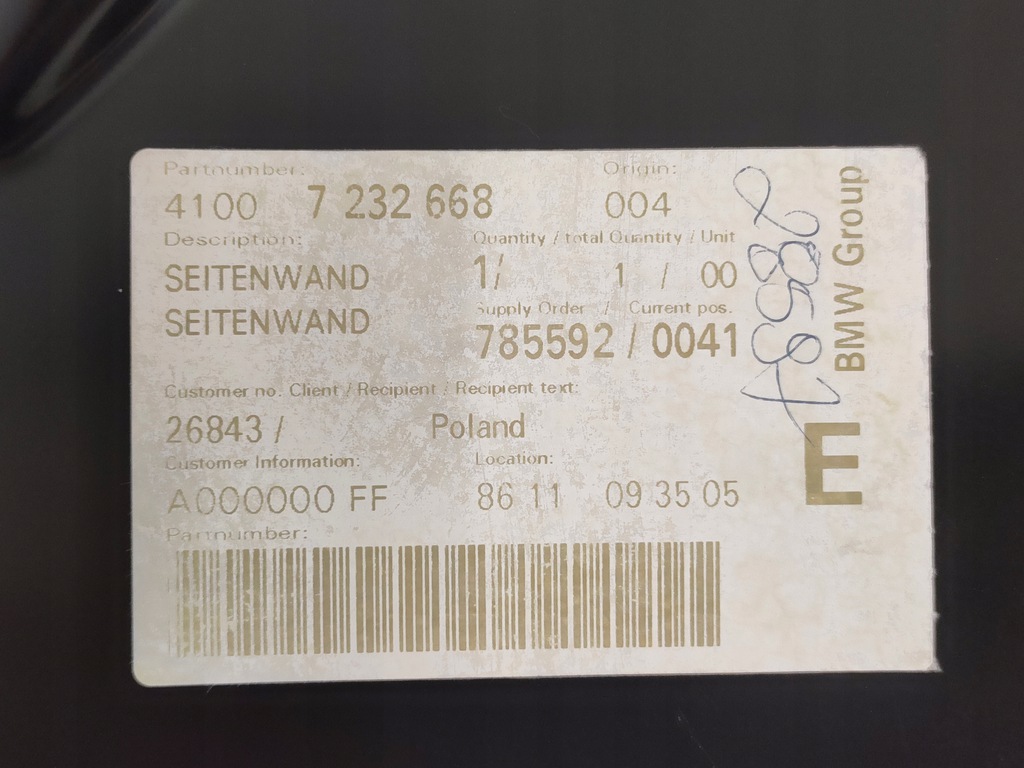 Partnumber: Origin:
4100 7 232 668 004
Description: Quantity / total Quantity / Unit
SEITENWAND 1/ 1 / 00
SEITENWAND Supply Order / Current pos.
785592 / 0041
Customer no. Client / Recipient / Recipient text:
26843 / Poland
Customer Information: Location:
A000000 FF 86 11 09 35 05
Partnumber:
BMW Group
E